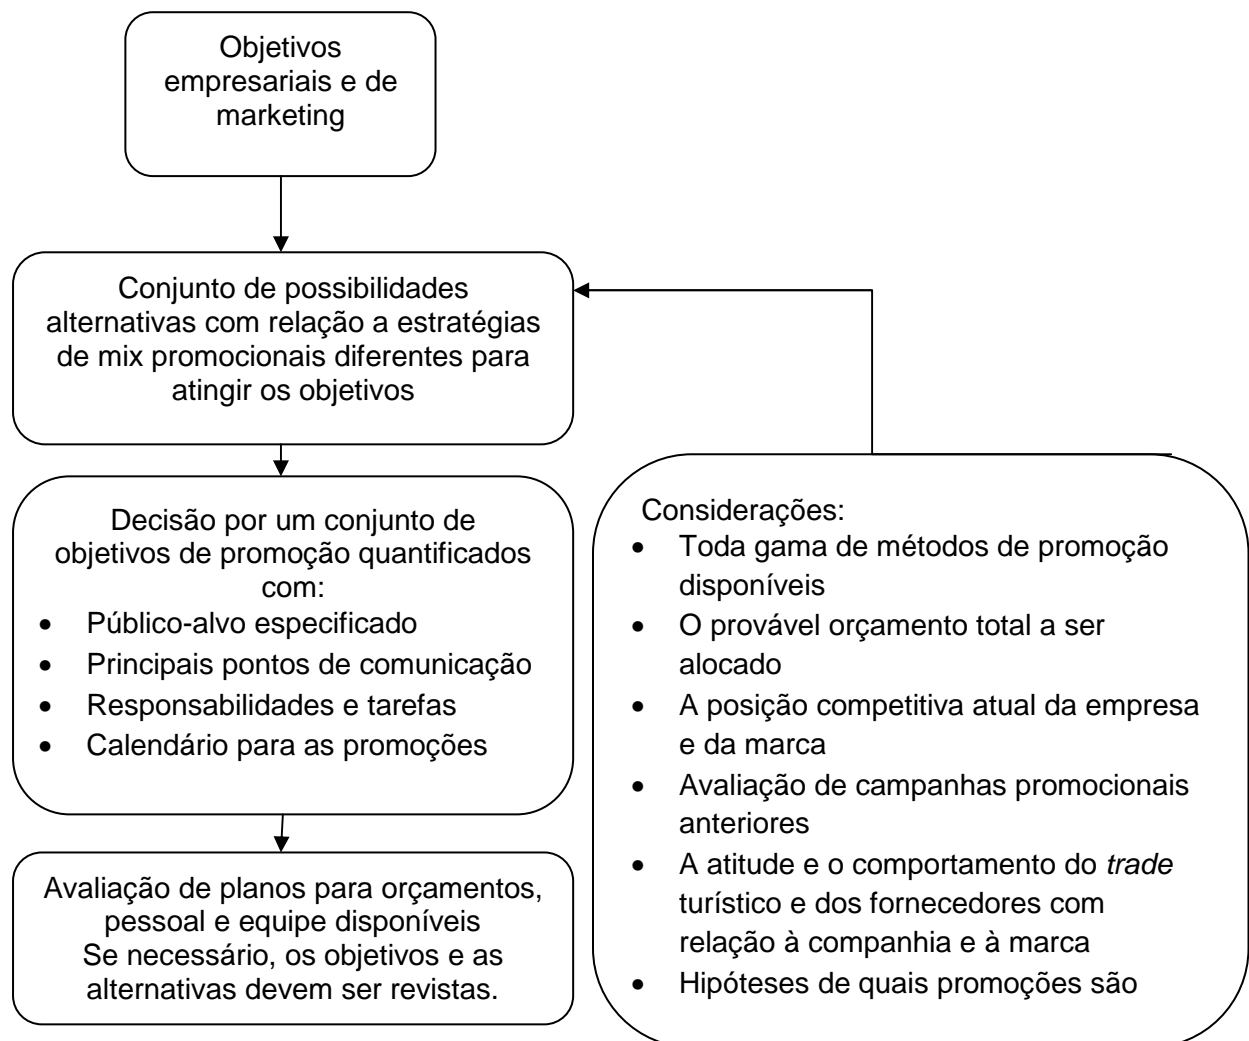 Objetivos
empresariais e de
marketing
Conjunto de possibilidades
alternativas com relação a estratégias
de mix promocionais diferentes para
atingir os objetivos
Decisão por um conjunto de
objetivos de promoção quantificados
com:
• Público-alvo especificado
• Principais pontos de comunicação
• Responsabilidades e tarefas
• Calendário para as promoções
Avaliação de planos para orçamentos,
pessoal e equipe disponíveis
Se necessário, os objetivos e as
alternativas devem ser revistas.
Considerações:
• Toda gama de métodos de promoção
disponíveis
• O provável orçamento total a ser
alocado
• A posição competitiva atual da empresa
e da marca
• Avaliação de campanhas promocionais
anteriores
• A atitude e o comportamento do trade
turístico e dos fornecedores com
relação à companhia e à marca
• Hipóteses de quais promoções são